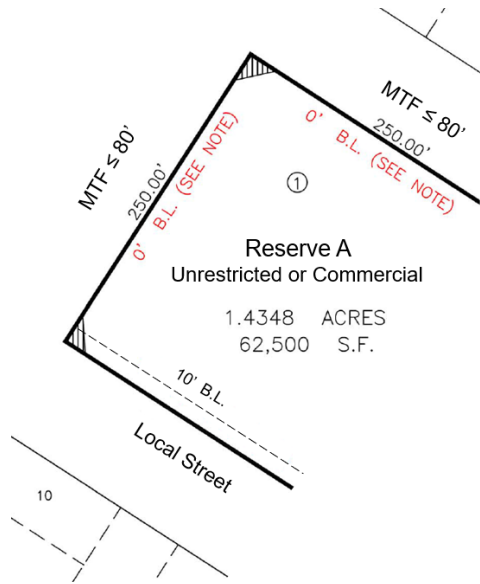 MTF ≤ 80'
250.00'
0' B.L. (SEE NOTE)
MTF ≤ 80'
250.00'
0' B.L. (SEE NOTE)
1
Reserve A
Unrestricted or Commercial
1.4348 ACRES
62,500 S.F.
10' B.L.
Local Street
10